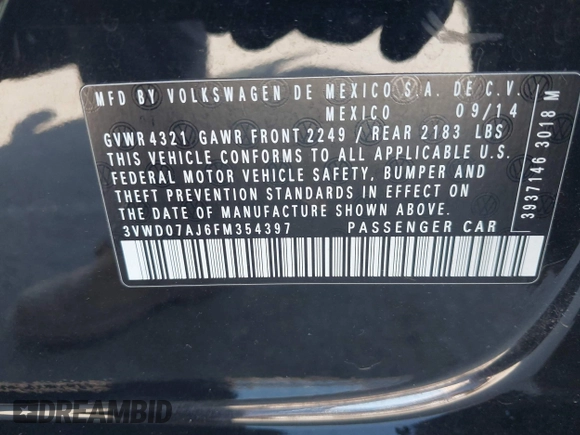 MFD BY VOLKSWAGEN DE MEXICO S.A. DE C.V.
MEXICO 09/14
GVWR 4321 GAWR FRONT 2249 / REAR 2183 LBS
THIS VEHICLE CONFORMS TO ALL APPLICABLE U.S.
FEDERAL MOTOR VEHICLE SAFETY, BUMPER AND
THEFT PREVENTION STANDARDS IN EFFECT ON
THE DATE OF MANUFACTURE SHOWN ABOVE.
3VWD07AJ6FM354397 PASSENGER CAR
3937146 3018 M
DREAMBID